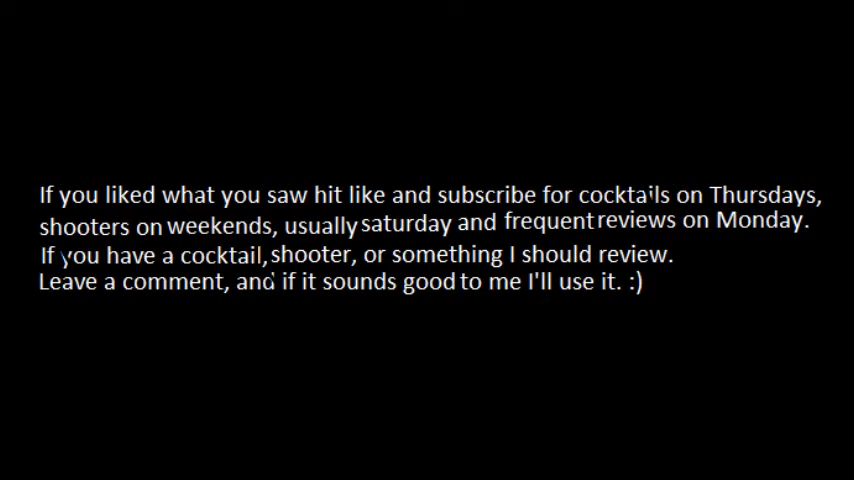 If you liked what you saw hit like and subscribe for cocktails on Thursdays,
shooters on weekends, usually saturday and frequent reviews on Monday.
If you have a cocktail, shooter, or something I should review.
Leave a comment, and if it sounds good to me I'll use it. :)